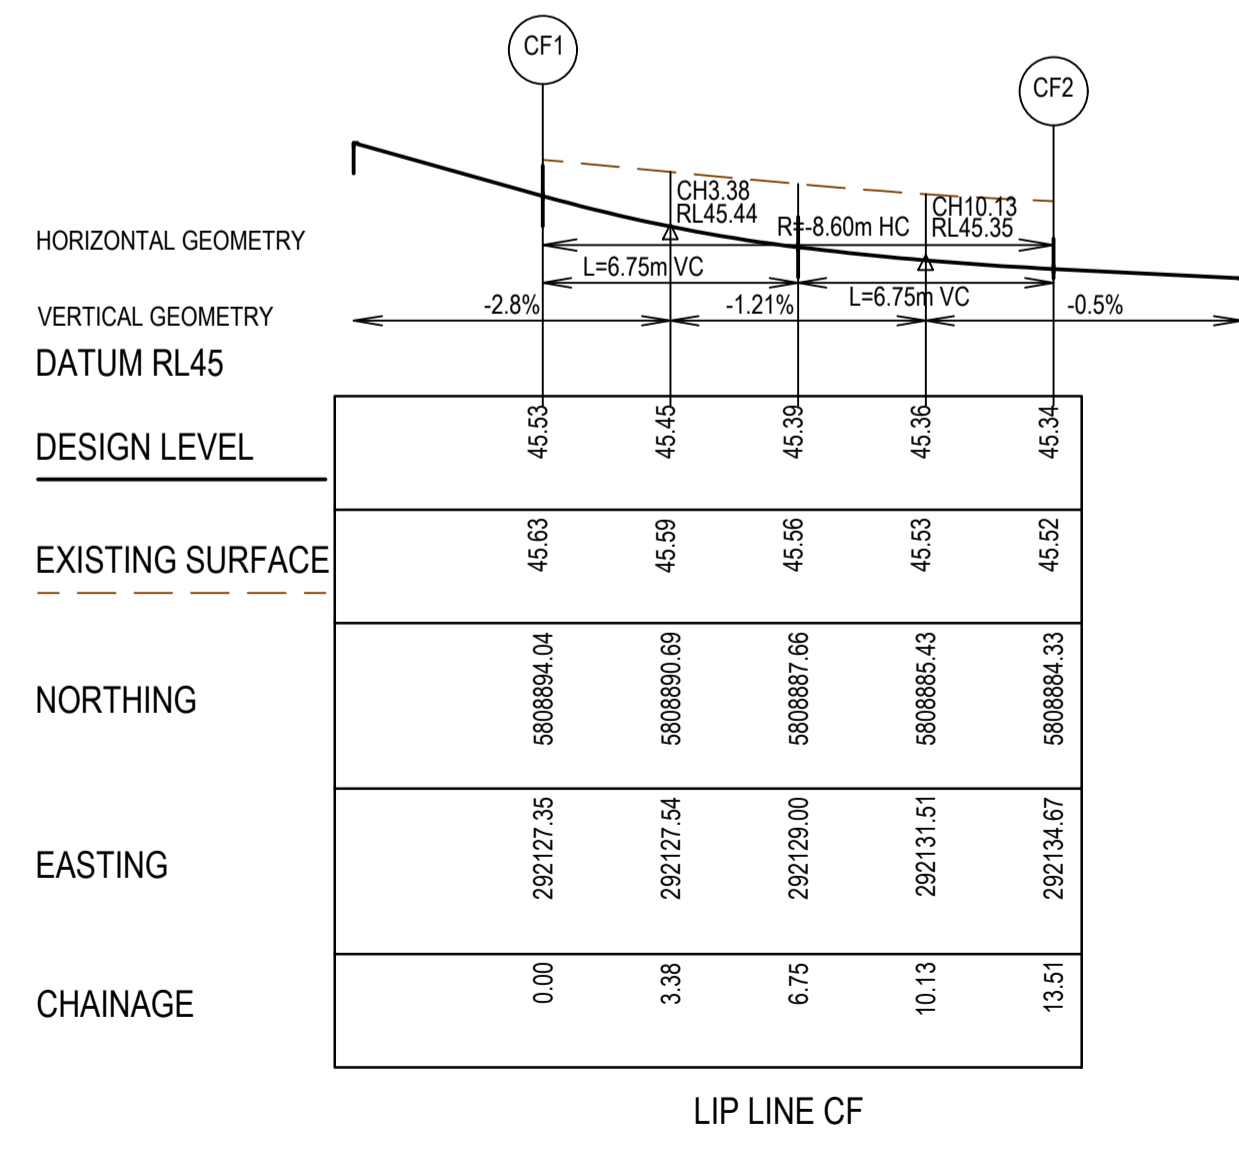 CF1
CF2
CH3.38
RL45.44
CH10.13
RL45.35
R=-8.60m HC
HORIZONTAL GEOMETRY
L=6.75m VC
L=6.75m VC
-2.8%
-1.21%
-0.5%
VERTICAL GEOMETRY
DATUM RL45
DESIGN LEVEL
45.53
45.45
45.39
45.36
45.34
EXISTING SURFACE
45.63
45.59
45.56
45.53
45.52
NORTHING
5808894.04
5808890.69
5808887.66
5808885.43
5808884.33
EASTING
292127.35
292127.54
292129.00
292131.51
292134.67
CHAINAGE
0.00
3.38
6.75
10.13
13.51
LIP LINE CF